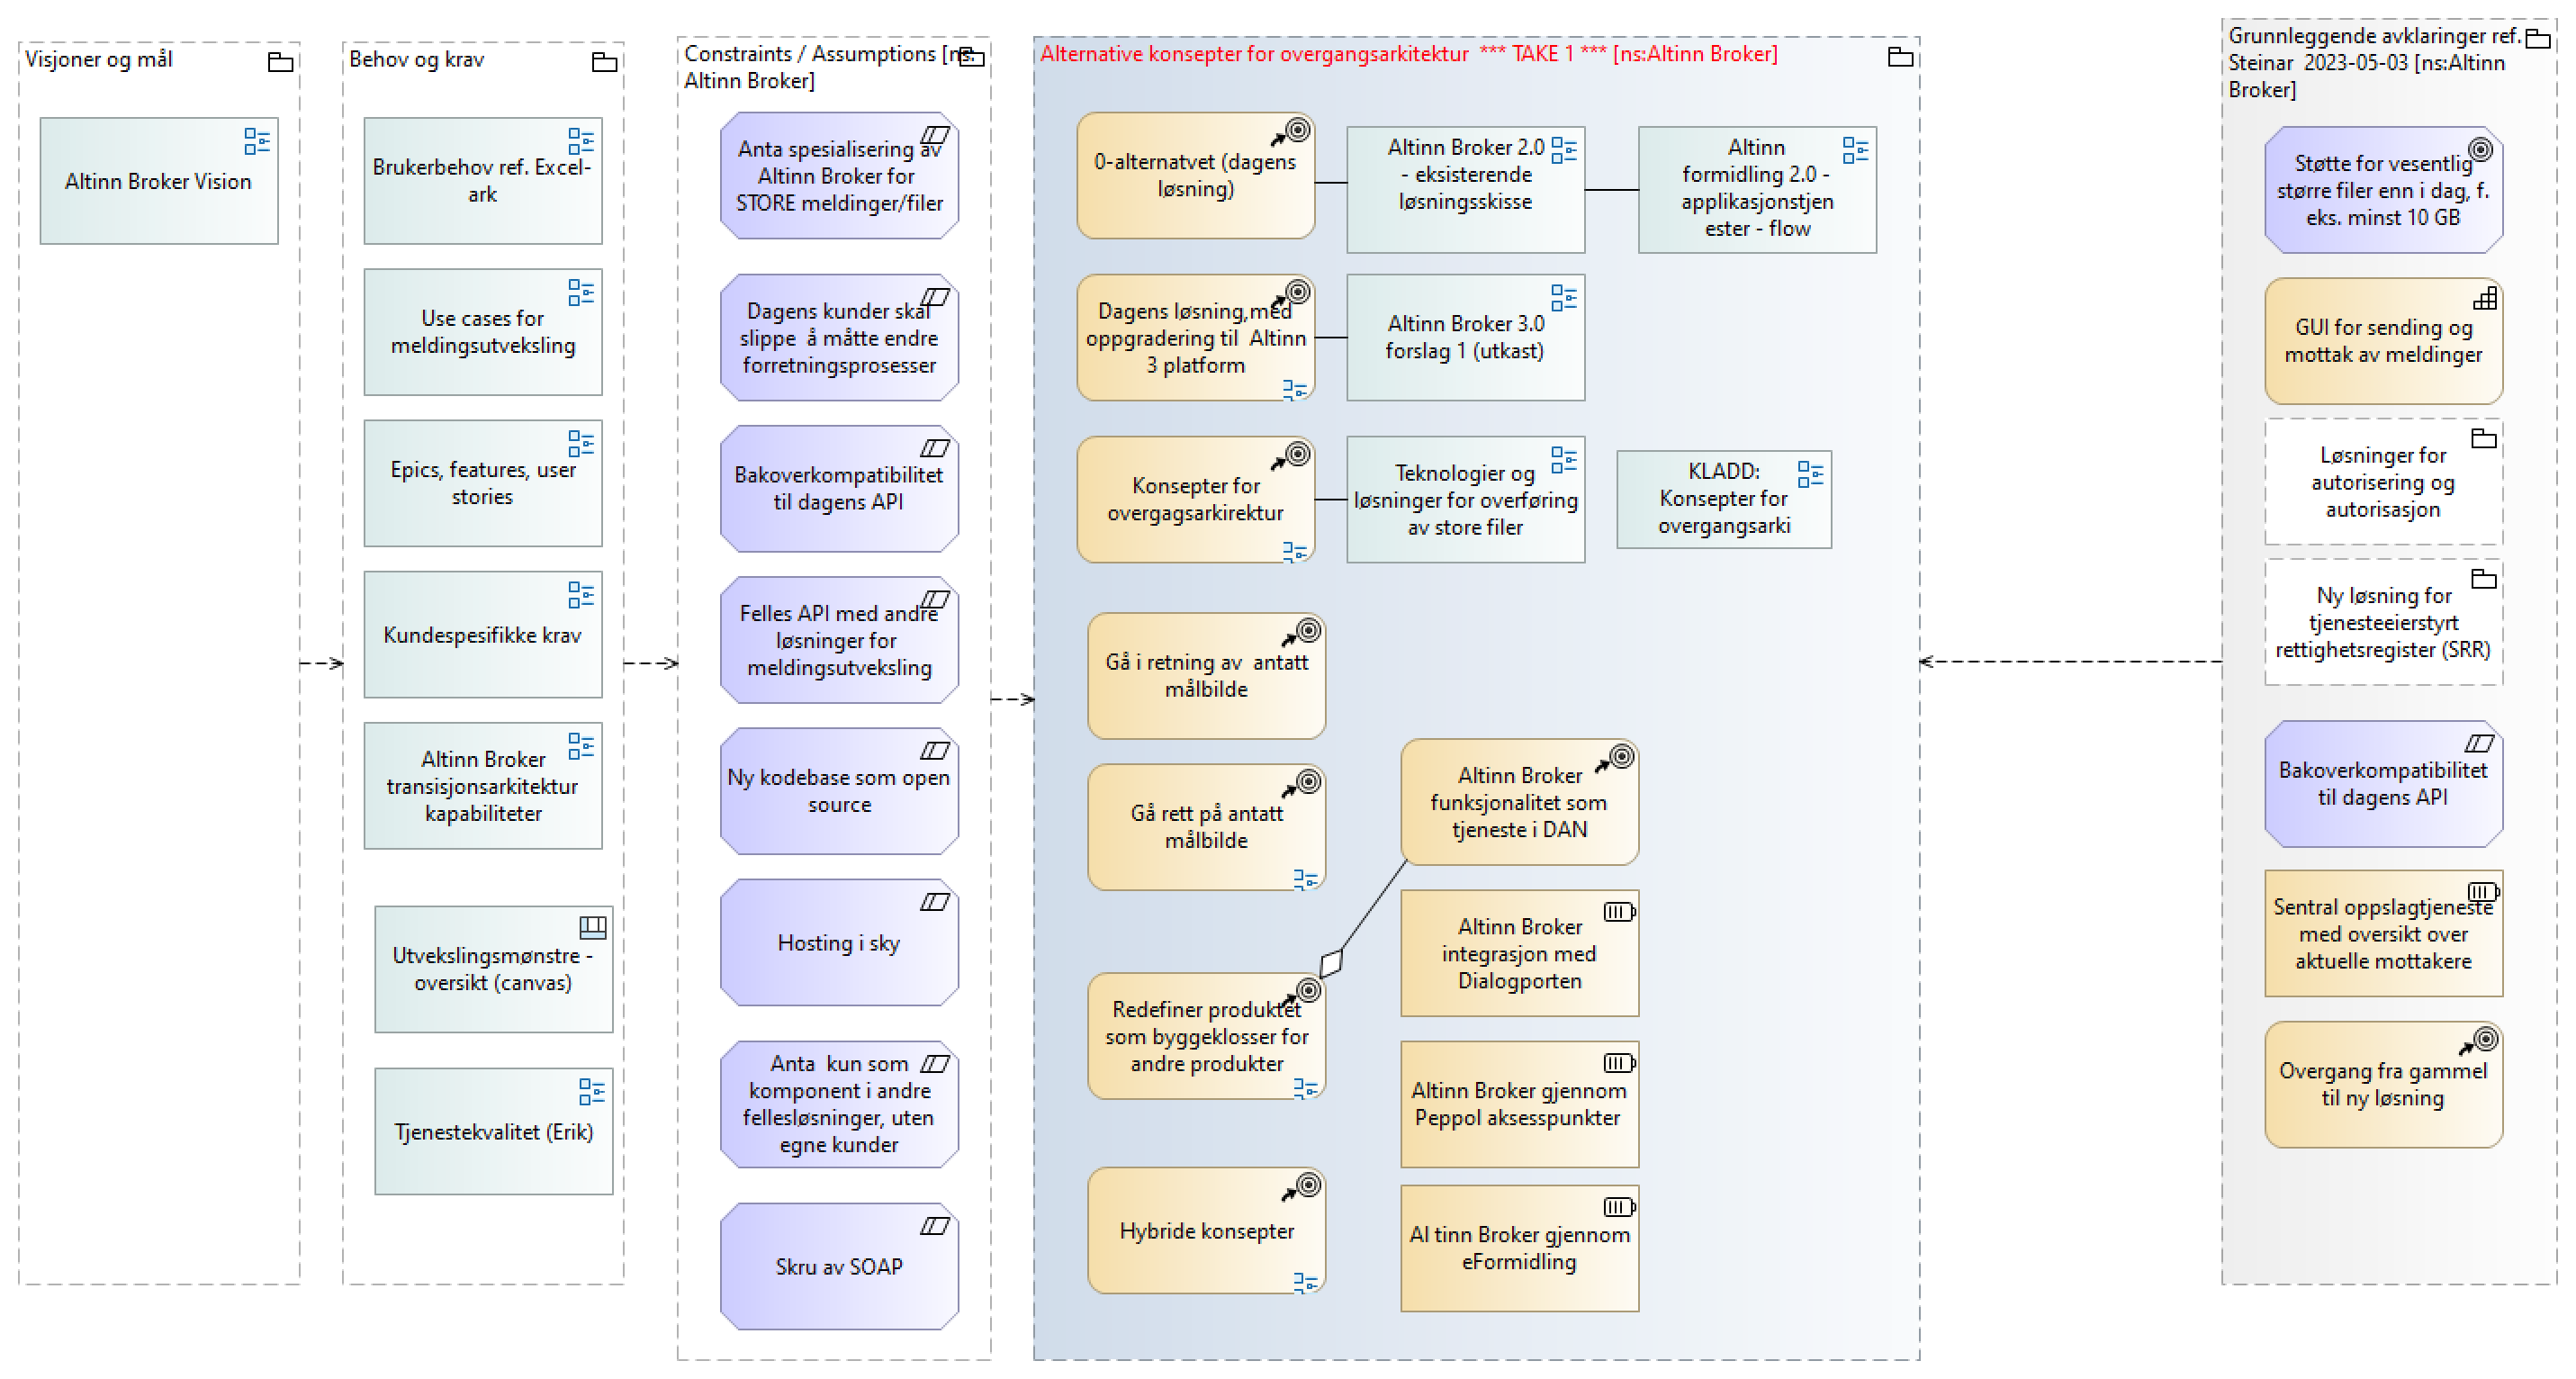 Visjoner og mål
Altinn Broker Vision
Behov og krav
Brukerbehov ref. Excel-
ark
Use cases for
meldingsutveksling
Epics, features, user
stories
Kundespesifikke krav
Altinn Broker
transisjonsarkitektur
kapabiliteter
Utvekslingsmønstre -
oversikt (canvas)
Tjenestekvalitet (Erik)
Constraints / Assumptions [ns:
Altinn Broker]
Anta spesialisering av
Altinn Broker for
STORE meldinger/filer
Dagens kunder skal
slippe å måtte endre
forretningsprosesser
Bakoverkompatibilitet
til dagens API
Felles API med andre
løsninger for
meldingsutveksling
Ny kodebase som open
source
Hosting i sky
Anta kun som
komponent i andre
fellesløsninger, uten
egne kunder
Skru av SOAP
Alternative konsepter for overgangsarkitektur *** TAKE 1 *** [ns:Altinn Broker]
0-alternatvet (dagens
løsning)
Altinn Broker 2.0
- eksisterende
løsningsskisse
Altinn
formidling 2.0 -
applikasjonstjen
ester - flow
Dagens løsning,med
oppgradering til Altinn
3 platform
Altinn Broker 3.0
forslag 1 (utkast)
Konsepter for
overgagsarkirektur
Teknologier og
løsninger for overføring
av store filer
KLADD:
Konsepter for
overgangsarki
Gå i retning av antatt
målbilde
Gå rett på antatt
målbilde
Altinn Broker
funksjonalitet som
tjeneste i DAN
Altinn Broker
integrasjon med
Dialogporten
Redefiner produktet
som byggeklosser for
andre produkter
Altinn Broker gjennom
Peppol aksesspunkter
Hybride konsepter
Al tinn Broker gjennom
eFormidling
Grunnleggende avklaringer ref.
Steinar 2023-05-03 [ns:Altinn
Broker]
Støtte for vesentlig
større filer enn i dag, f.
eks. minst 10 GB
GUI for sending og
mottak av meldinger
Løsninger for
autorisering og
autorisasjon
Ny løsning for
tjenesteeierstyrt
rettighetsregister (SRR)
Bakoverkompatibilitet
til dagens API
Sentral oppslagtjeneste
med oversikt over
aktuelle mottakere
Overgang fra gammel
til ny løsning